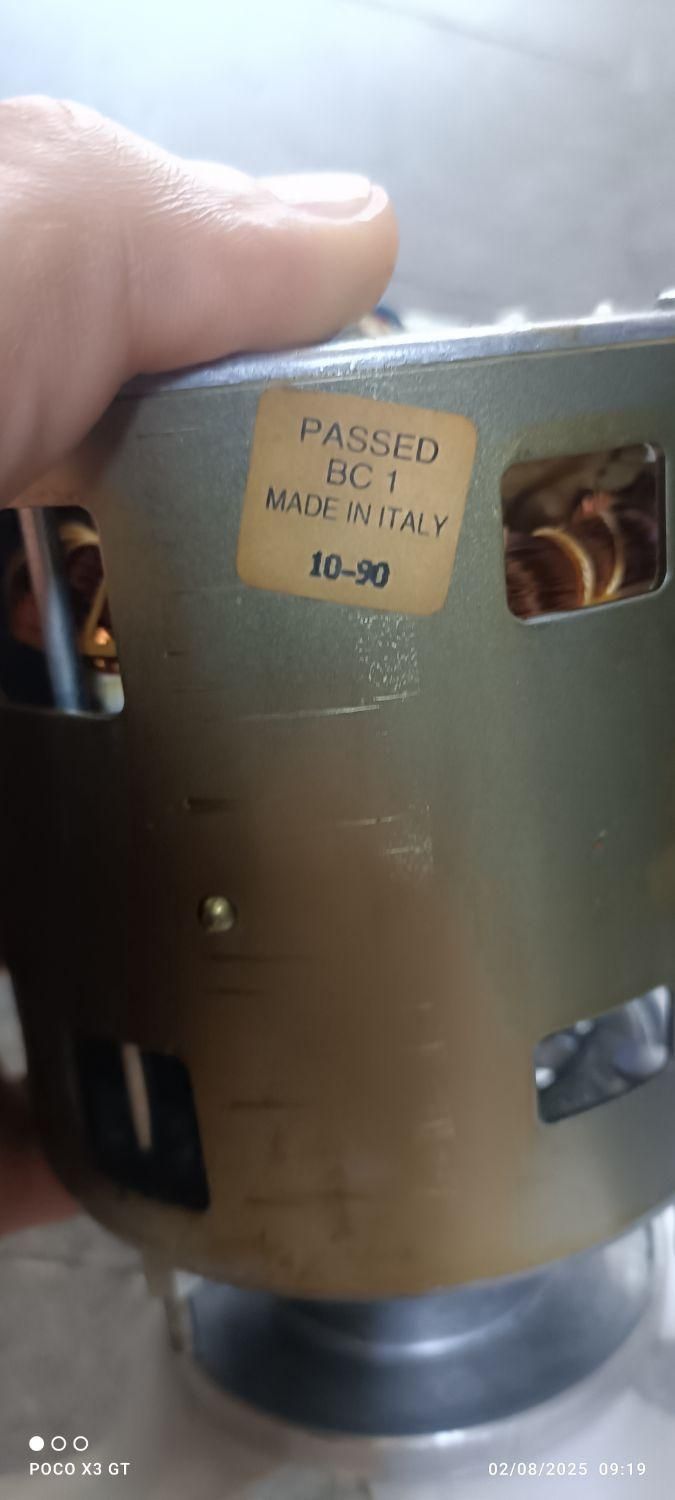 PASSED
BC 1
MADE IN ITALY
10-90
POCO X3 GT
02/08/2025 09:19